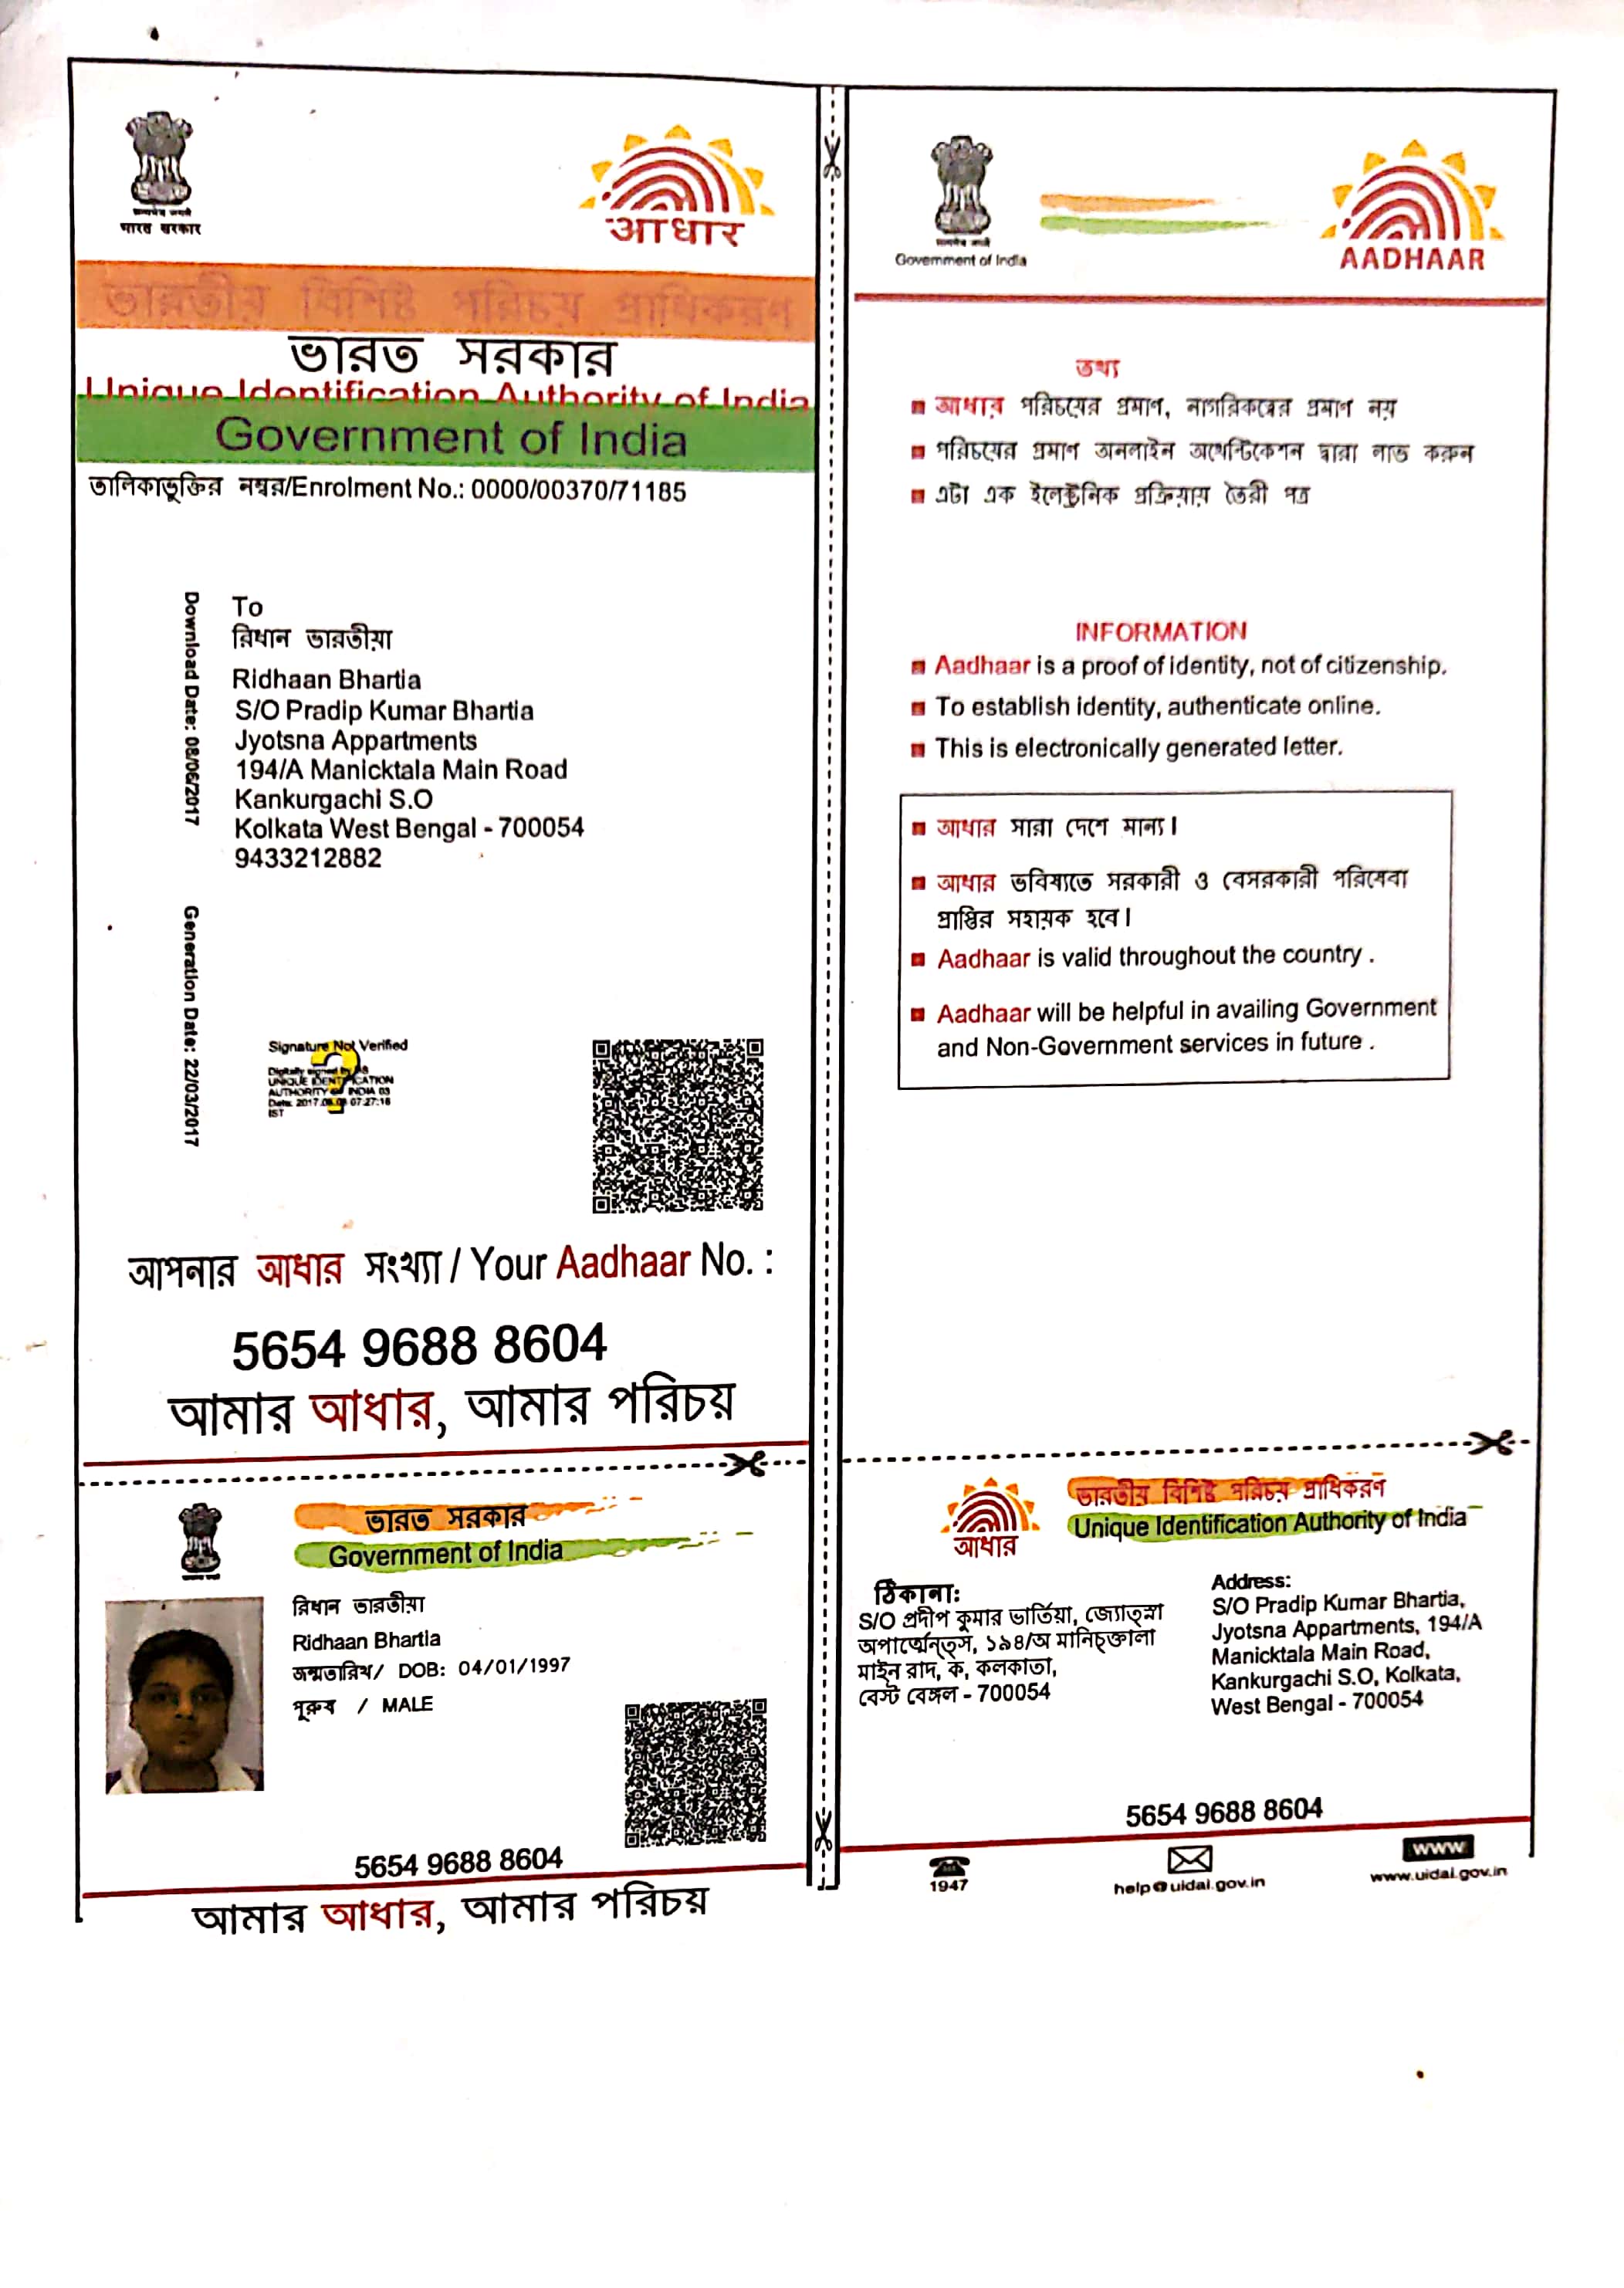 भारत सरकार
आधार
ভারতীয় বিশিষ্ট পরিচয় প্রাধিকরণ
ভারত সরকার
Unique Identification Authority of India
Government of India
তালিকাভুক্তির নম্বর/Enrolment No.: 0000/00370/71185
Download Date: 08/06/2017
Generation Date: 22/03/2017
To
রিধান ভারতীয়া
Ridhaan Bhartia
S/O Pradip Kumar Bhartia
Jyotsna Appartments
194/A Manicktala Main Road
Kankurgachi S.O
Kolkata West Bengal - 700054
9433212882
Signature Not Verified
Digitally signed by DS
UNIQUE IDENTIFICATION
AUTHORITY OF INDIA 03
Date: 2017.06.08 07:27:18
IST
আপনার আধার সংখ্যা / Your Aadhaar No. :
5654 9688 8604
আমার আধার, আমার পরিচয়
ভারত সরকার
Government of India
রিধান ভারতীয়া
Ridhaan Bhartia
জন্মতারিখ/ DOB: 04/01/1997
পুরুষ / MALE
5654 9688 8604
আমার আধার, আমার পরিচয়
Government of India
AADHAAR
তথ্য
আধার পরিচয়ের প্রমাণ, নাগরিকত্বের প্রমাণ নয়
পরিচয়ের প্রমাণ অনলাইন অথেন্টিকেশন দ্বারা লাভ করুন
এটা এক ইলেক্ট্রনিক প্রক্রিয়ায় তৈরী পত্র
INFORMATION
Aadhaar is a proof of identity, not of citizenship.
To establish identity, authenticate online.
This is electronically generated letter.
আধার সারা দেশে মান্য।
আধার ভবিষ্যতে সরকারী ও বেসরকারী পরিষেবা
প্রাপ্তির সহায়ক হবে।
Aadhaar is valid throughout the country .
Aadhaar will be helpful in availing Government
and Non-Government services in future .
आधार
ভারতীয় বিশিষ্ট পরিচয় প্রাধিকরণ
Unique Identification Authority of India
ঠিকানা:
S/O প্রদীপ কুমার ভার্তিয়া, জ্যোত্স্না
অপার্ত্মেন্ত্স, ১৯৪/অ মানিচ্ক্তালা
মাইন রাদ, ক, কলকাতা,
বেস্ট বেঙ্গল - 700054
Address:
S/O Pradip Kumar Bhartia,
Jyotsna Appartments, 194/A
Manicktala Main Road,
Kankurgachi S.O, Kolkata,
West Bengal - 700054
5654 9688 8604
1947
help@uidai.gov.in
www
www.uidai.gov.in